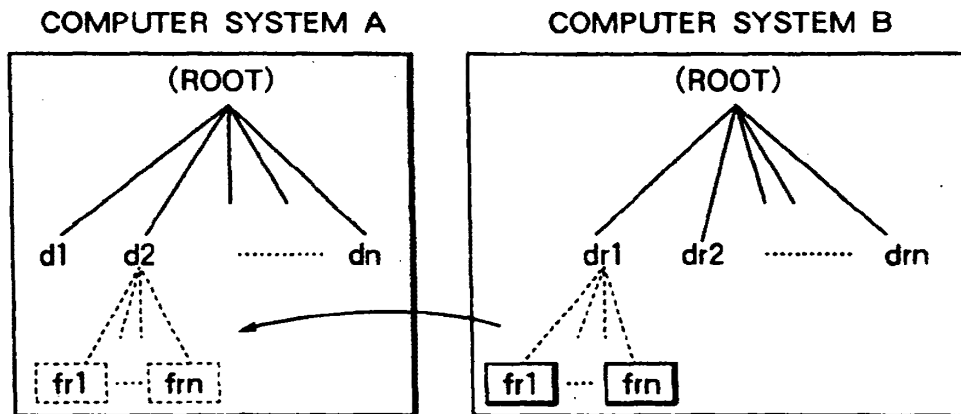 COMPUTER SYSTEM A
COMPUTER SYSTEM B
(ROOT)
(ROOT)
d1 d2 ......... dn
dr1 dr2 ......... drn
fr1 .... frn
fr1 .... frn